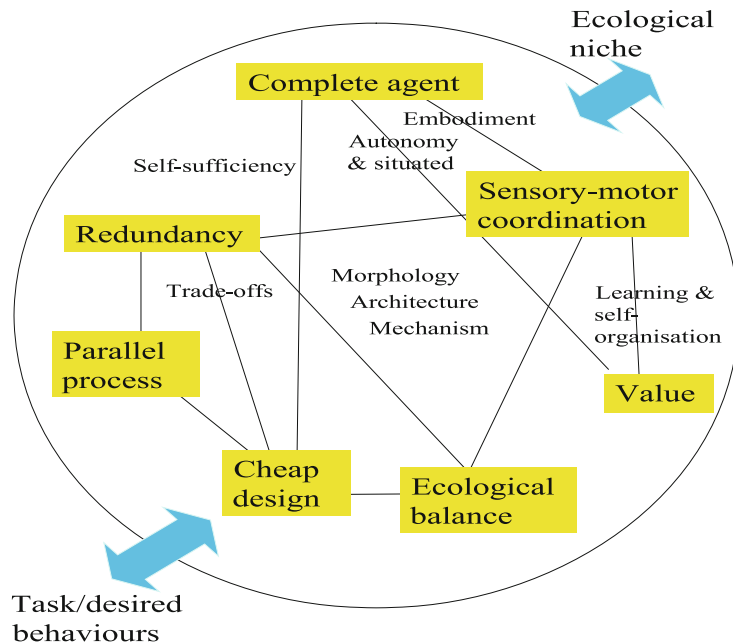 Ecological
niche
Complete agent
Embodiment
Autonomy
& situated
Self-sufficiency
Sensory-motor
coordination
Redundancy
Morphology
Architecture
Mechanism
Trade-offs
Learning &
self-
organisation
Parallel
process
Value
Cheap
design
Ecological
balance
Task/desired
behaviours